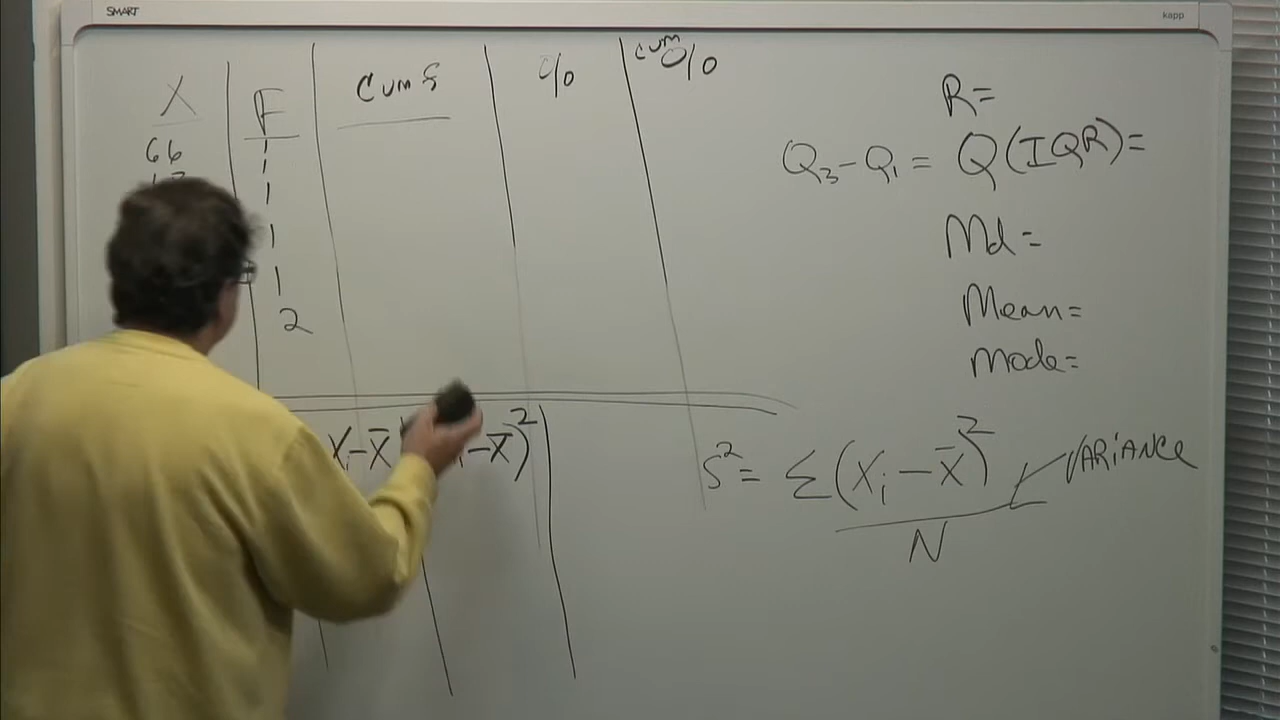 SMART
kapp
X F Cum f % cum %
66 1
1
1
1
2
R=
Q₃-Q₁= Q(IQR)=
Md=
Mean=
Mode=
Xᵢ-X̄ -X̄)²
S²= Σ(Xᵢ-X̄)² VARIANCE
N